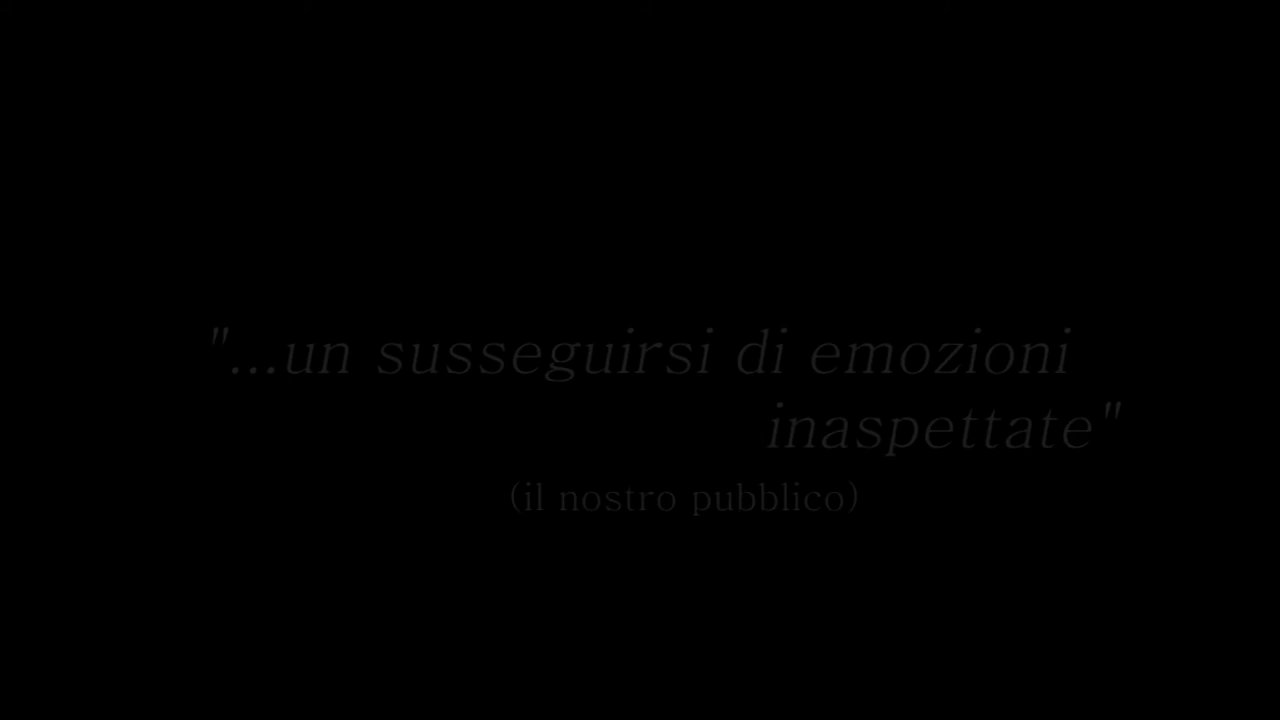 "...un susseguirsi di emozioni
inaspettate"
(il nostro pubblico)